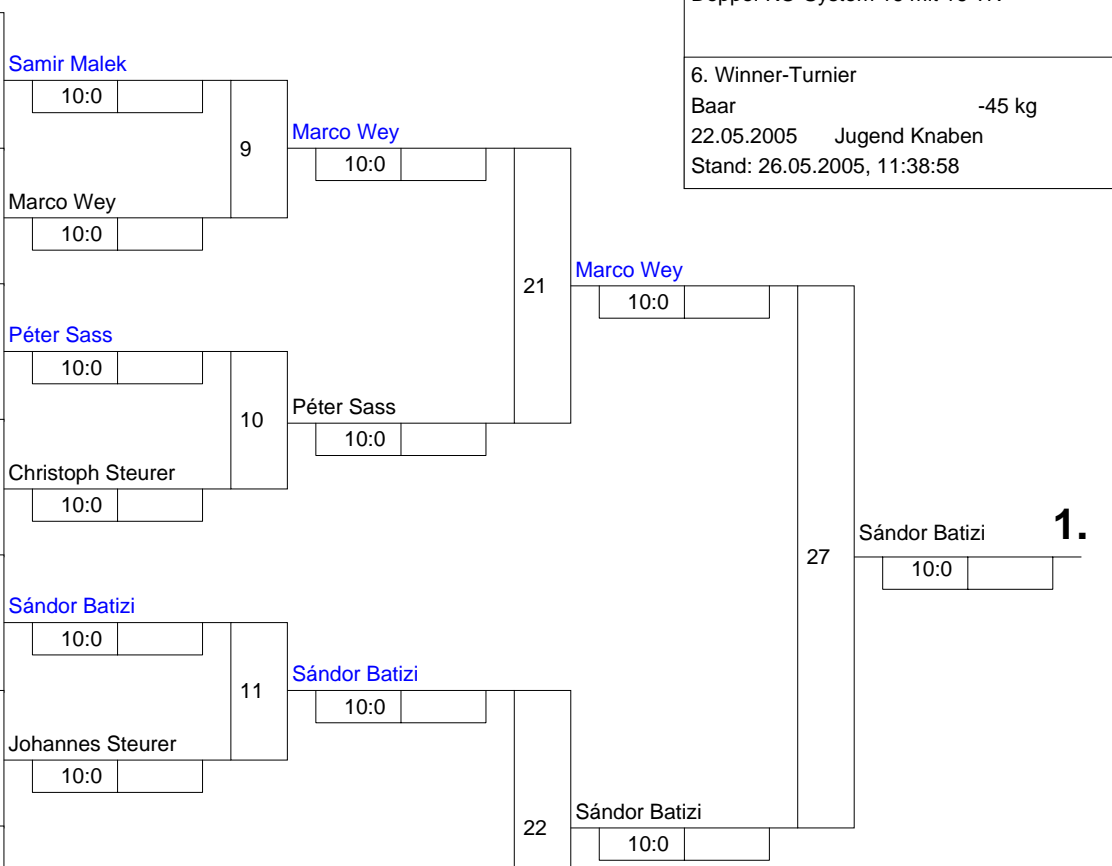 6. Winner-Turnier
Baar -45 kg
22.05.2005 Jugend Knaben
Stand: 26.05.2005, 11:38:58
Samir Malek
10:0
9
Marco Wey
10:0
Marco Wey
10:0
21
Marco Wey
10:0
Péter Sass
10:0
10
Péter Sass
10:0
Christoph Steurer
10:0
27
Sándor Batizi 1.
10:0
Sándor Batizi
10:0
11
Sándor Batizi
10:0
Johannes Steurer
10:0
22
Sándor Batizi
10:0